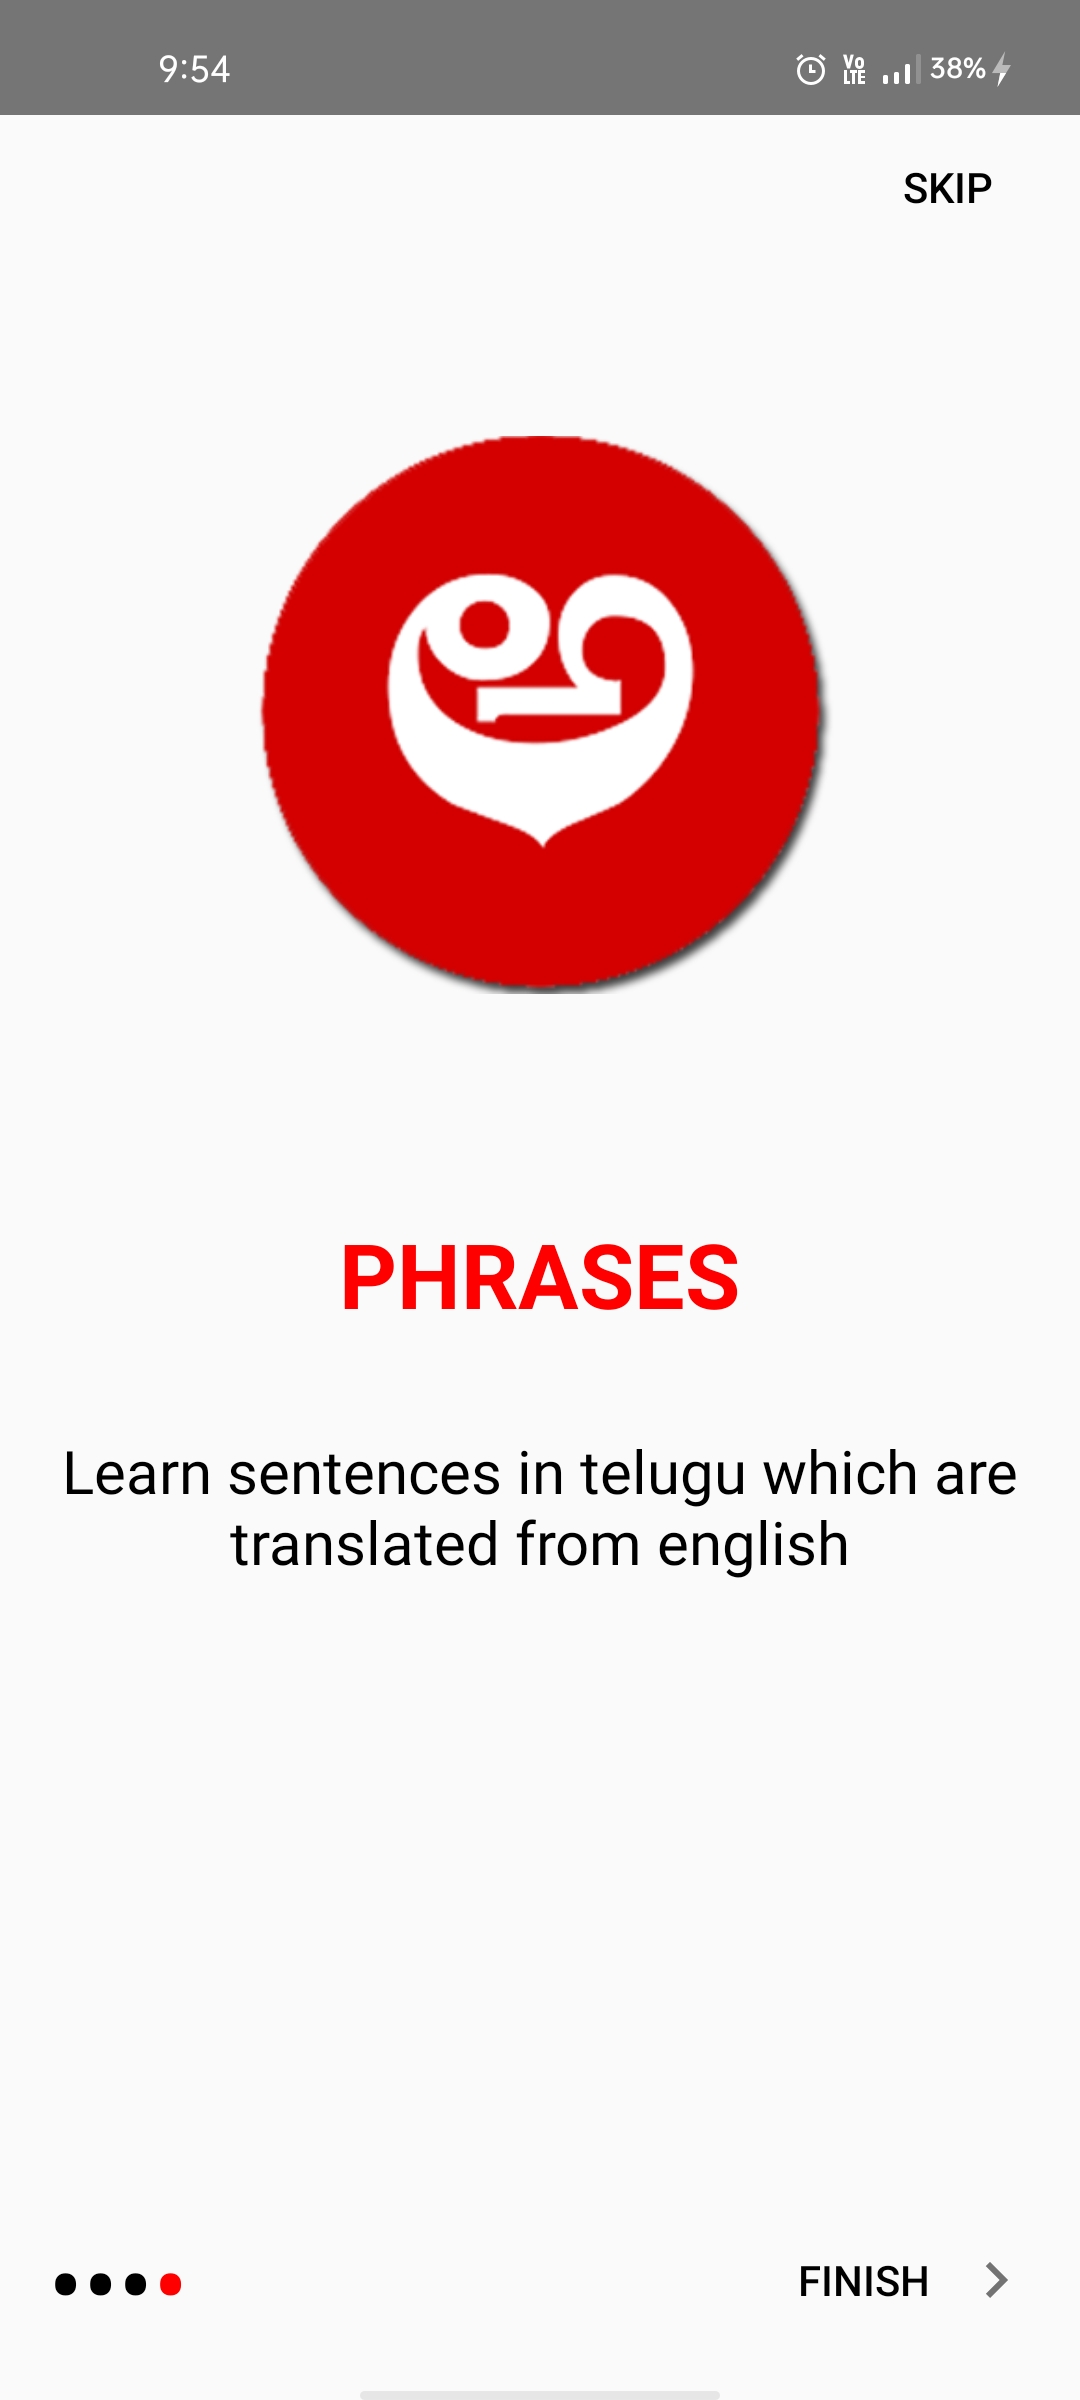 9:54
Vo
LTE
38%
SKIP
అ
PHRASES
Learn sentences in telugu which are
translated from english
FINISH